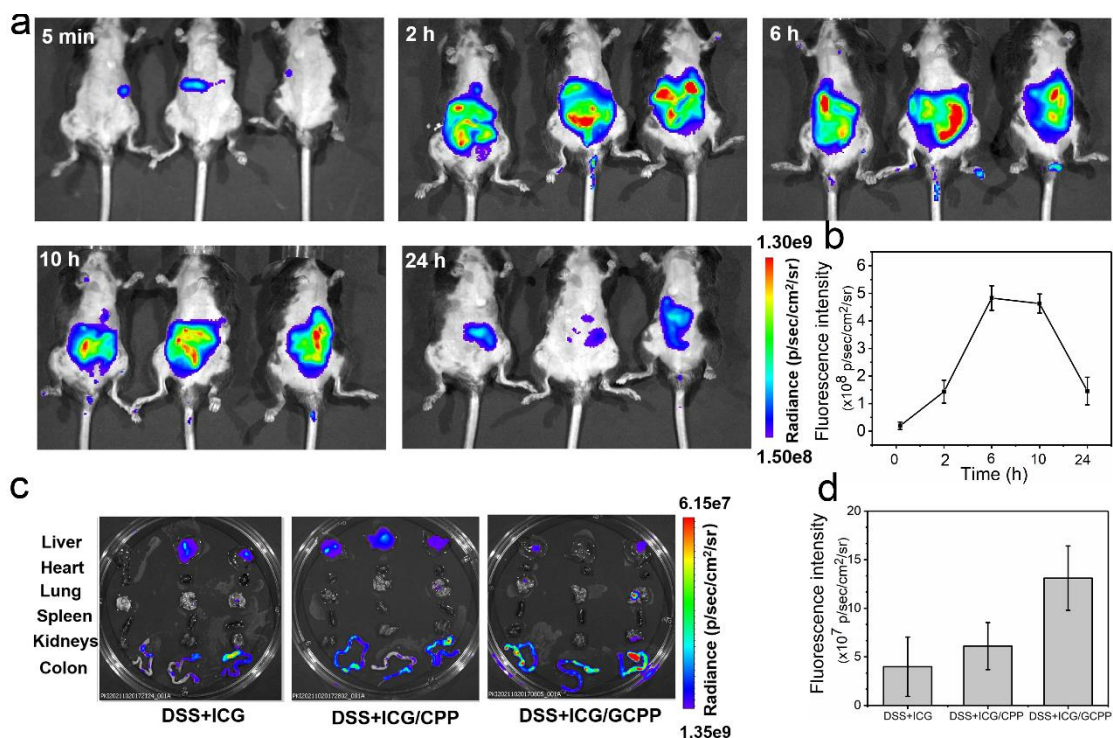 a
5 min
2 h
6 h
10 h
24 h
1.30e9
Radiance (p/sec/cm²/sr)
1.50e8
b
Fluorescence intensity
(x10⁸ p/sec/cm²/sr)
6
5
4
3
2
1
0
0 2 6 10 24
Time (h)
c
Liver
Heart
Lung
Spleen
Kidneys
Colon
DSS+ICG
DSS+ICG/CPP
DSS+ICG/GCPP
6.15e7
Radiance (p/sec/cm²/sr)
1.35e9
d
Fluorescence intensity
(x10⁷ p/sec/cm²/sr)
20
15
10
5
0
DSS+ICG DSS+ICG/CPP DSS+ICG/GCPP